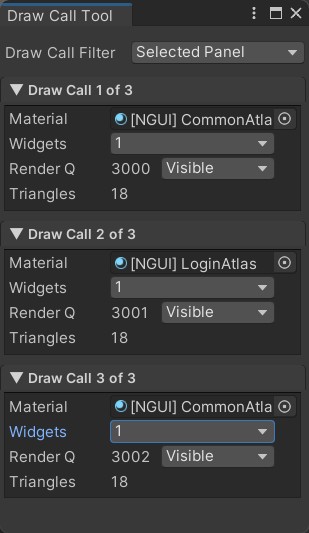 Draw Call Tool
Draw Call Filter Selected Panel
▼ Draw Call 1 of 3
Material [NGUI] CommonAtla
Widgets 1
Render Q 3000 Visible
Triangles 18
▼ Draw Call 2 of 3
Material [NGUI] LoginAtlas
Widgets 1
Render Q 3001 Visible
Triangles 18
▼ Draw Call 3 of 3
Material [NGUI] CommonAtla
Widgets 1
Render Q 3002 Visible
Triangles 18